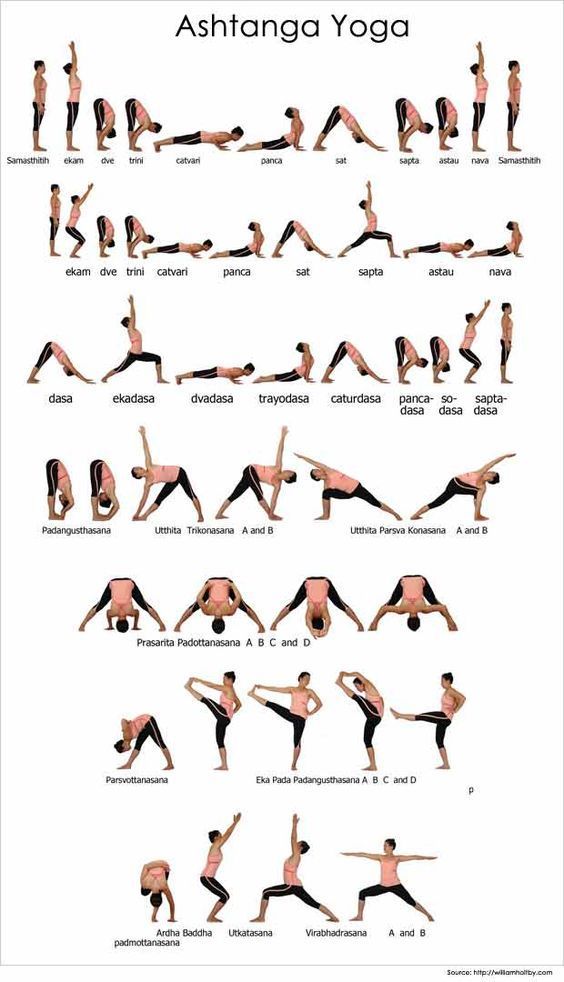 Ashtanga Yoga
Samasthitih ekam dve trini catvari panca sat sapta astau nava Samasthitih
ekam dve trini catvari panca sat sapta astau nava
dasa ekadasa dvadasa trayodasa caturdasa panca- so- sapta-
dasa dasa dasa
Padangusthasana Utthita Trikonasana A and B Utthita Parsva Konasana A and B
Prasarita Padottanasana A B C and D
Parsvottanasana Eka Pada Padangusthasana A B C and D
p
Ardha Baddha Utkatasana Virabhadrasana A and B
padmottanasana
Source: http://williamholtby.com